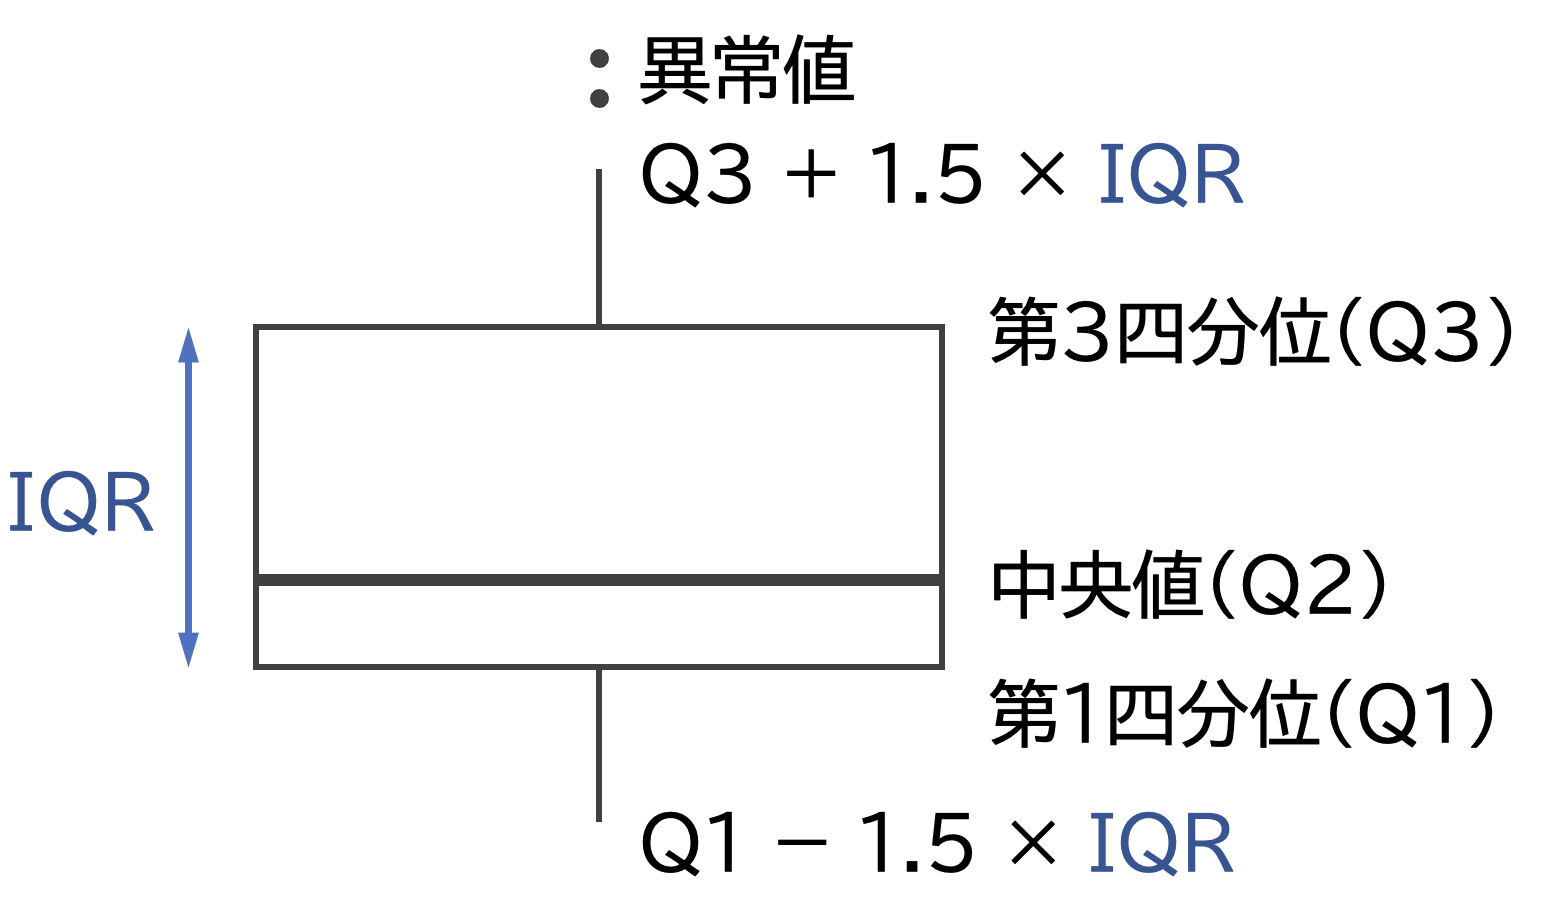 異常値
Q3 + 1.5 × IQR
第3四分位(Q3)
IQR
中央値(Q2)
第1四分位(Q1)
Q1 − 1.5 × IQR